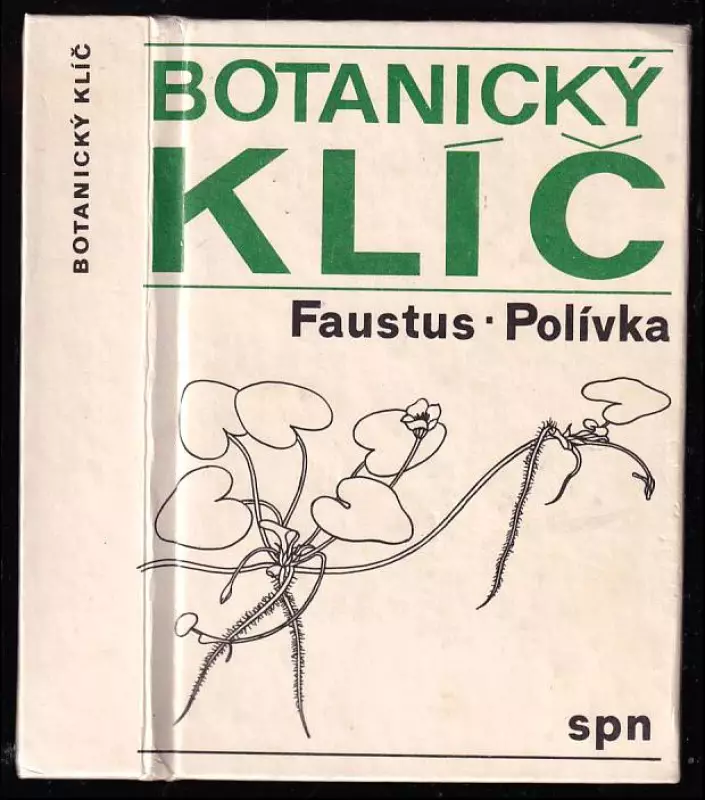 BOTANICKÝ KLÍČ
BOTANICKÝ
KLÍČ
Faustus · Polívka
spn